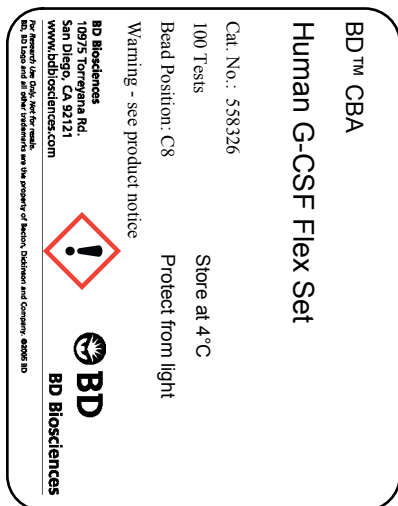 BD™ CBA
Human G-CSF Flex Set
Cat. No.: 558326
100 Tests
Store at 4°C
Bead Position: C8
Protect from light
Warning - see product notice
BD Biosciences
10975 Torreyana Rd.
San Diego, CA 92121
www.bdbiosciences.com
BD
BD Biosciences
For Research Use Only. Not for resale.
BD, BD Logo and all other trademarks are the property of Becton, Dickinson and Company. ©2005 BD